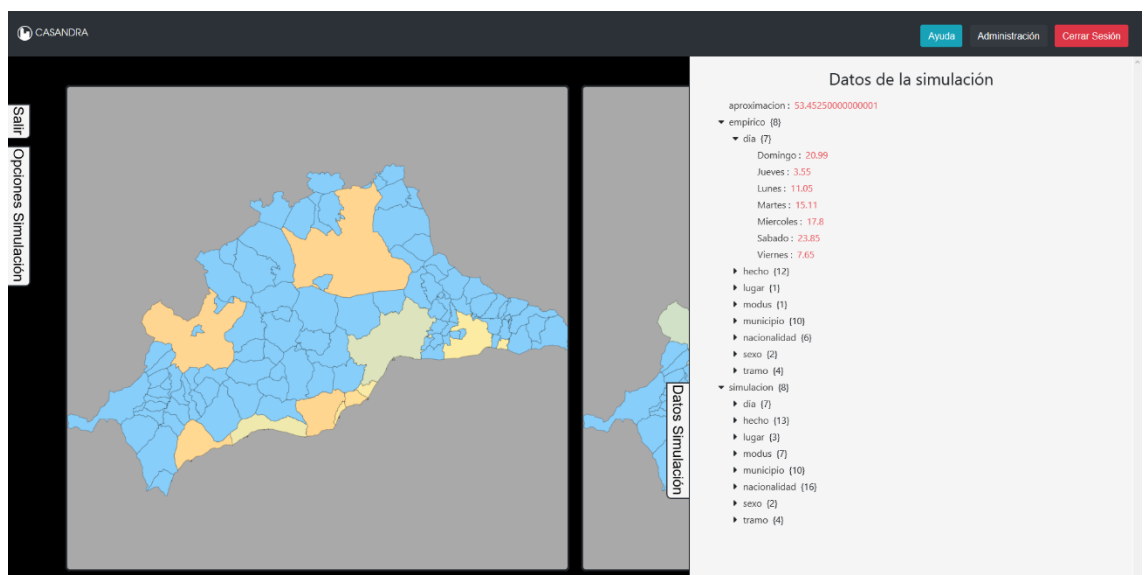 CASANDRA
Ayuda
Administración
Cerrar Sesión
Salir
Opciones Simulación
Datos Simulación
Datos de la simulación
aproximacion : 53.45250000000001
empirico {8}
día {7}
Domingo : 20.99
Jueves : 3.55
Lunes : 11.05
Martes : 15.11
Miercoles : 17.8
Sabado : 23.85
Viernes : 7.65
hecho {12}
lugar {1}
modus {1}
municipio {10}
nacionalidad {6}
sexo {2}
tramo {4}
simulacion {8}
día {7}
hecho {13}
lugar {3}
modus {7}
municipio {10}
nacionalidad {16}
sexo {2}
tramo {4}